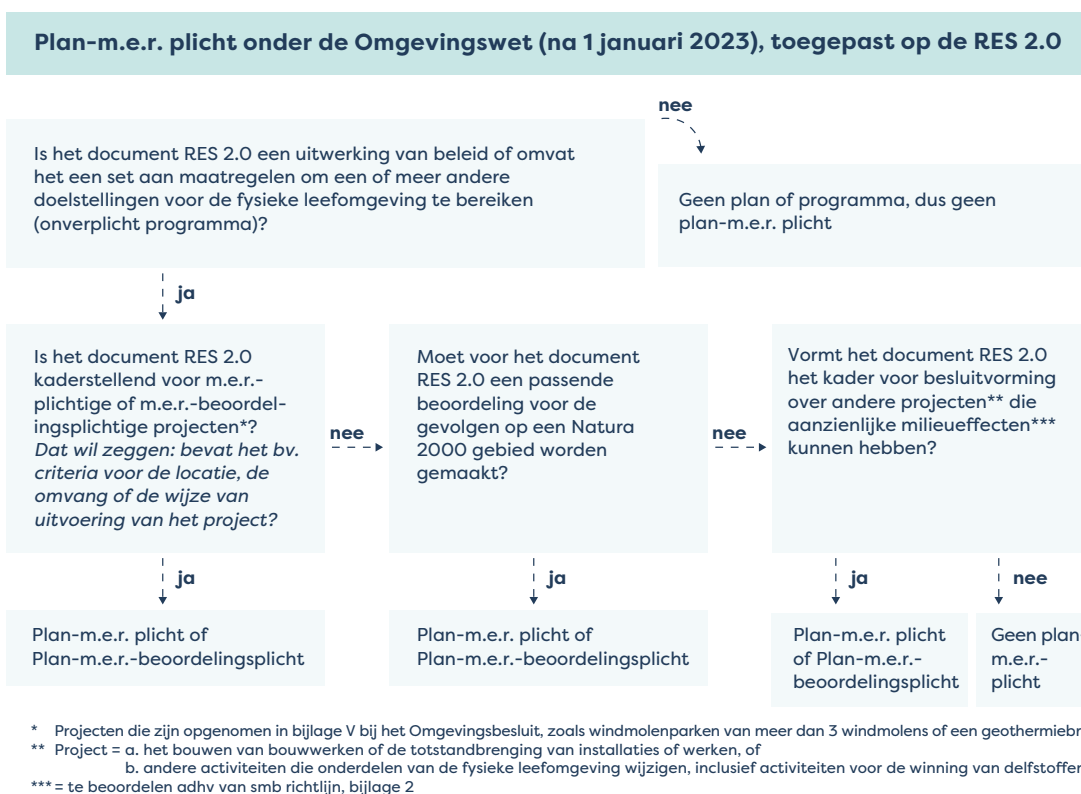 Plan-m.e.r. plicht onder de Omgevingswet (na 1 januari 2023), toegepast op de RES 2.0
nee
Is het document RES 2.0 een uitwerking van beleid of omvat
het een set aan maatregelen om een of meer andere
doelstellingen voor de fysieke leefomgeving te bereiken
(onverplicht programma)?
Geen plan of programma, dus geen
plan-m.e.r. plicht
ja
Is het document RES 2.0
kaderstellend voor m.e.r.-
plichtige of m.e.r.-beoordel-
ingsplichtige projecten*?
Dat wil zeggen: bevat het bv.
criteria voor de locatie, de
omvang of de wijze van
uitvoering van het project?
nee
Moet voor het document
RES 2.0 een passende
beoordeling voor de
gevolgen op een Natura
2000 gebied worden
gemaakt?
nee
Vormt het document RES 2.0
het kader voor besluitvorming
over andere projecten** die
aanzienlijke milieueffecten***
kunnen hebben?
ja
ja
ja
nee
Plan-m.e.r. plicht of
Plan-m.e.r.-beoordelingsplicht
Plan-m.e.r. plicht of
Plan-m.e.r.-beoordelingsplicht
Plan-m.e.r. plicht
of Plan-m.e.r.-
beoordelingsplicht
Geen plan-
m.e.r.-
plicht
* Projecten die zijn opgenomen in bijlage V bij het Omgevingsbesluit, zoals windmolenparken van meer dan 3 windmolens of een
** Project = a. het bouwen van bouwwerken of de totstandbrenging van installaties of werken, of
b. andere activiteiten die onderdelen van de fysieke leefomgeving wijzigen, inclusief activiteiten voor de winning van delfstoffen
*** = te beoordelen adhv van smb richtlijn, bijlage 2